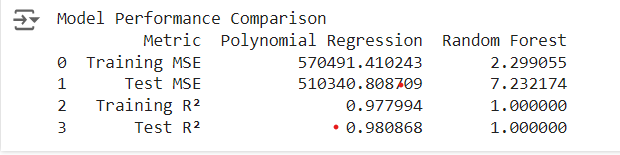 Model Performance Comparison
Metric Polynomial Regression Random Forest
0 Training MSE 570491.410243 2.299055
1 Test MSE 510340.808709 7.232174
2 Training R² 0.977994 1.000000
3 Test R² 0.980868 1.000000